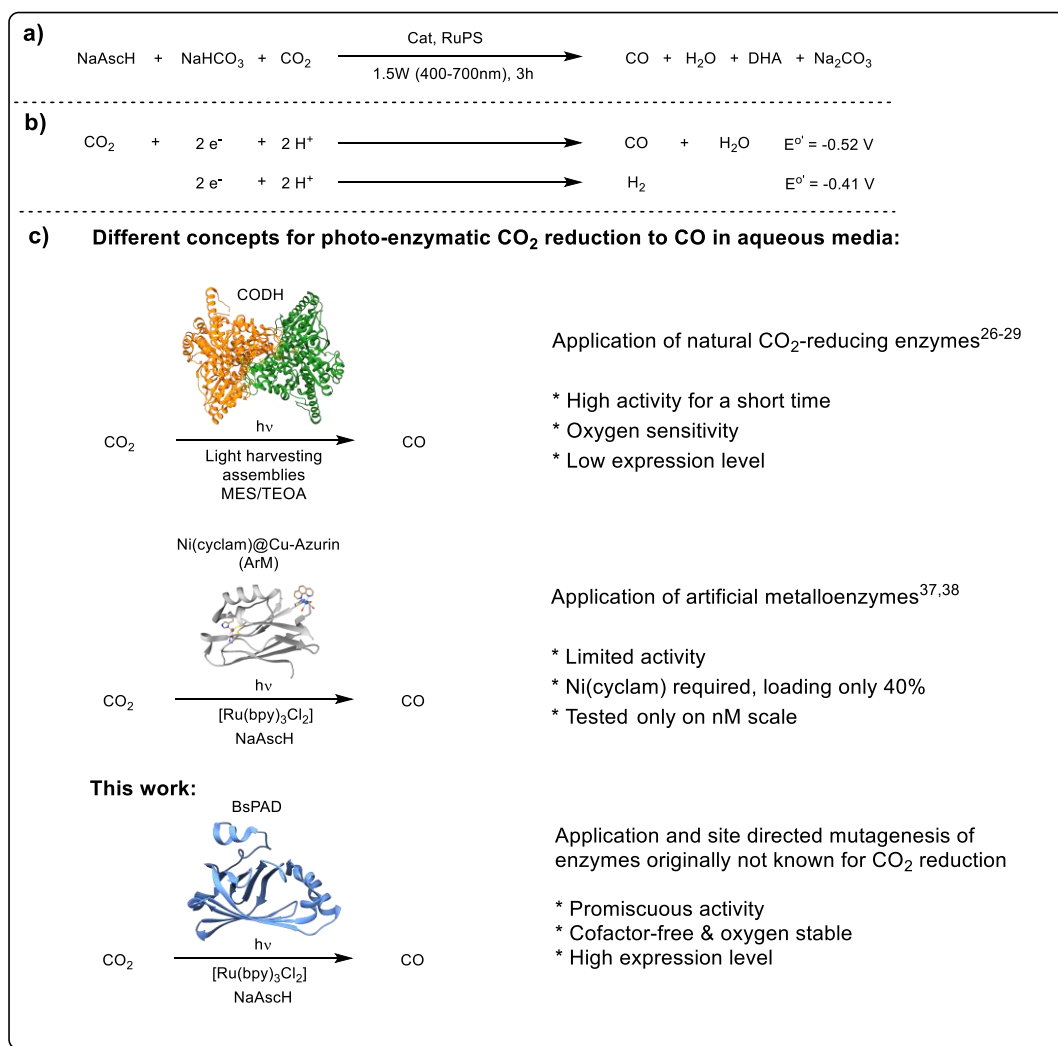 a)
NaAscH + NaHCO₃ + CO₂ Cat, RuPS CO + H₂O + DHA + Na₂CO₃
1.5W (400-700nm), 3h
b)
CO₂ + 2 e⁻ + 2 H⁺ CO + H₂O E°' = -0.52 V
2 e⁻ + 2 H⁺ H₂ E°' = -0.41 V
c) Different concepts for photo-enzymatic CO₂ reduction to CO in aqueous media:
CODH
Application of natural CO₂-reducing enzymes²⁶⁻²⁹
* High activity for a short time
* Oxygen sensitivity
* Low expression level
CO₂ hν CO
Light harvesting
assemblies
MES/TEOA
Ni(cyclam)@Cu-Azurin
(ArM)
Application of artificial metalloenzymes³⁷,³⁸
* Limited activity
* Ni(cyclam) required, loading only 40%
* Tested only on nM scale
CO₂ hν CO
[Ru(bpy)₃Cl₂]
NaAscH
This work:
BsPAD
Application and site directed mutagenesis of
enzymes originally not known for CO₂ reduction
* Promiscuous activity
* Cofactor-free & oxygen stable
* High expression level
CO₂ hν CO
[Ru(bpy)₃Cl₂]
NaAscH